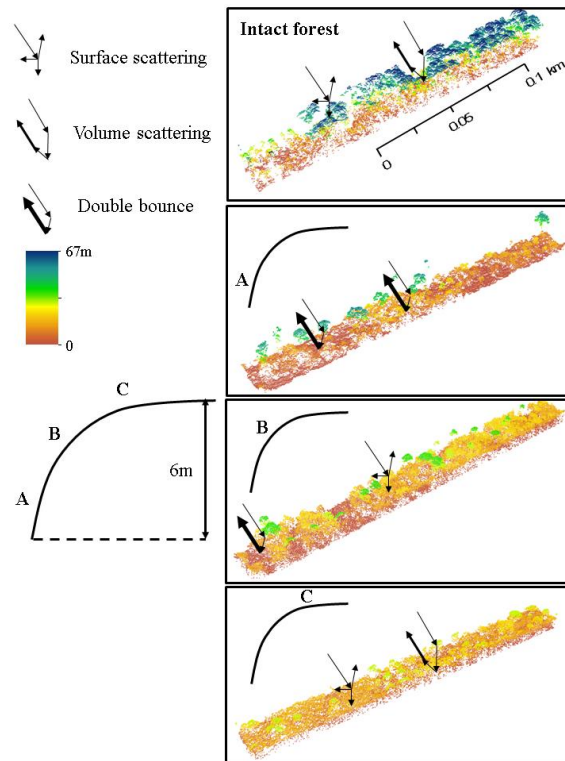 Surface scattering
Volume scattering
Double bounce
67m
0
C
B
A
6m
Intact forest
0
0.05
0.1 km
A
B
C